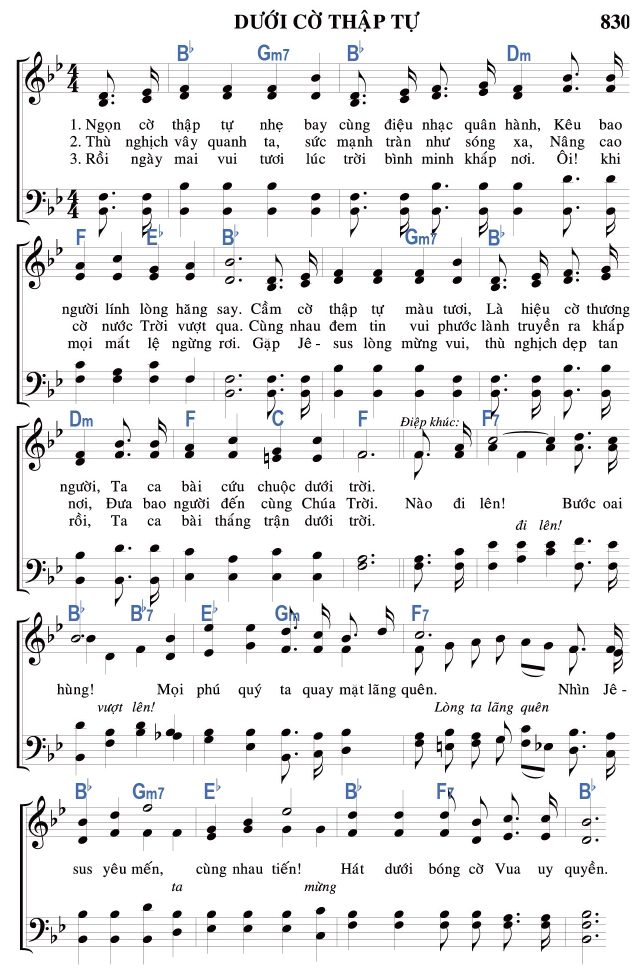 DƯỚI CỜ THẬP TỰ 830
B♭ Gm7 B♭ Dm
1. Ngọn cờ thập tự nhẹ bay cùng điệu nhạc quân hành, Kêu bao
2. Thù nghịch vây quanh ta, sức mạnh tràn như sóng xa, Nâng cao
3. Rồi ngày mai vui tươi lúc trời bình minh khắp nơi. Ôi! khi
F E♭ B♭ Gm7 B♭
người lính lòng hăng say. Cầm cờ thập tự màu tươi, Là hiệu cờ thương
cờ nước Trời vượt qua. Cùng nhau đem tin vui phước lành truyền ra khắp
mọi mắt lệ ngừng rơi. Gặp Jê - sus lòng mừng vui, thù nghịch dẹp tan
Dm F C F Điệp khúc: F7
người, Ta ca bài cứu chuộc dưới trời.
nơi, Đưa bao người đến cùng Chúa Trời. Nào đi lên! Bước oai
rồi, Ta ca bài tháng trận dưới trời.
đi lên!
B♭ B♭7 E♭ Gm F7
hùng! Mọi phú quý ta quay mặt lãng quên. Nhìn Jê -
vượt lên! Lòng ta lãng quên
B♭ Gm7 E♭ B♭ F7 B♭
sus yêu mến, cùng nhau tiến! Hát dưới bóng cờ Vua uy quyền.
ta mừng